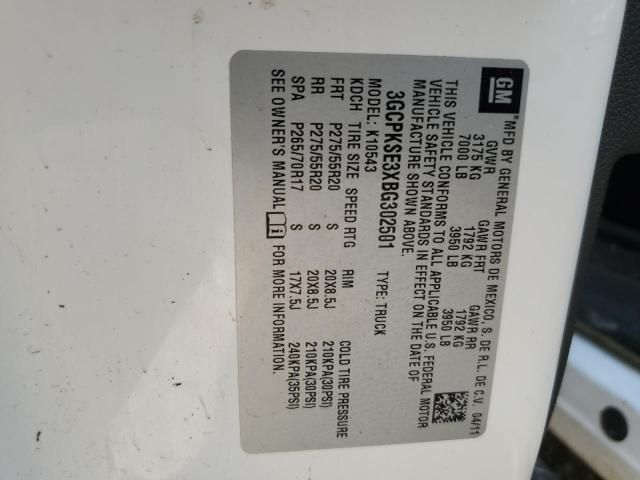 GM
MFD BY GENERAL MOTORS DE MEXICO, S. DE R.L. DE C.V. 04/11
GVWR GAWR FRT GAWR RR
3175 KG 1792 KG 1792 KG
7000 LB 3950 LB 3950 LB
THIS VEHICLE CONFORMS TO ALL APPLICABLE U.S. FEDERAL MOTOR
VEHICLE SAFETY STANDARDS IN EFFECT ON THE DATE OF
MANUFACTURE SHOWN ABOVE.
3GCPKSE3XBG302501 TYPE: TRUCK
MODEL: K10543
KDCH TIRE SIZE SPEED RTG RIM COLD TIRE PRESSURE
FRT P275/55R20 S 20X8.5J 210KPA(30PSI)
RR P275/55R20 S 20X8.5J 210KPA(30PSI)
SPA P265/70R17 S 17X7.5J 240KPA(35PSI)
SEE OWNER'S MANUAL FOR MORE INFORMATION.